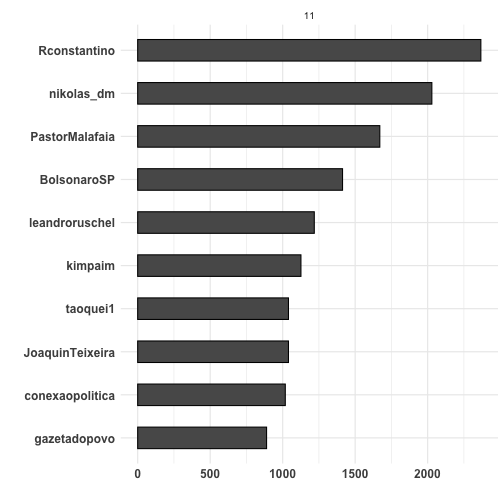 11
Rconstantino
nikolas_dm
PastorMalafaia
BolsonaroSP
leandroruschel
kimpaim
taoquei1
JoaquinTeixeira
conexaopolitica
gazetadopovo
0 500 1000 1500 2000